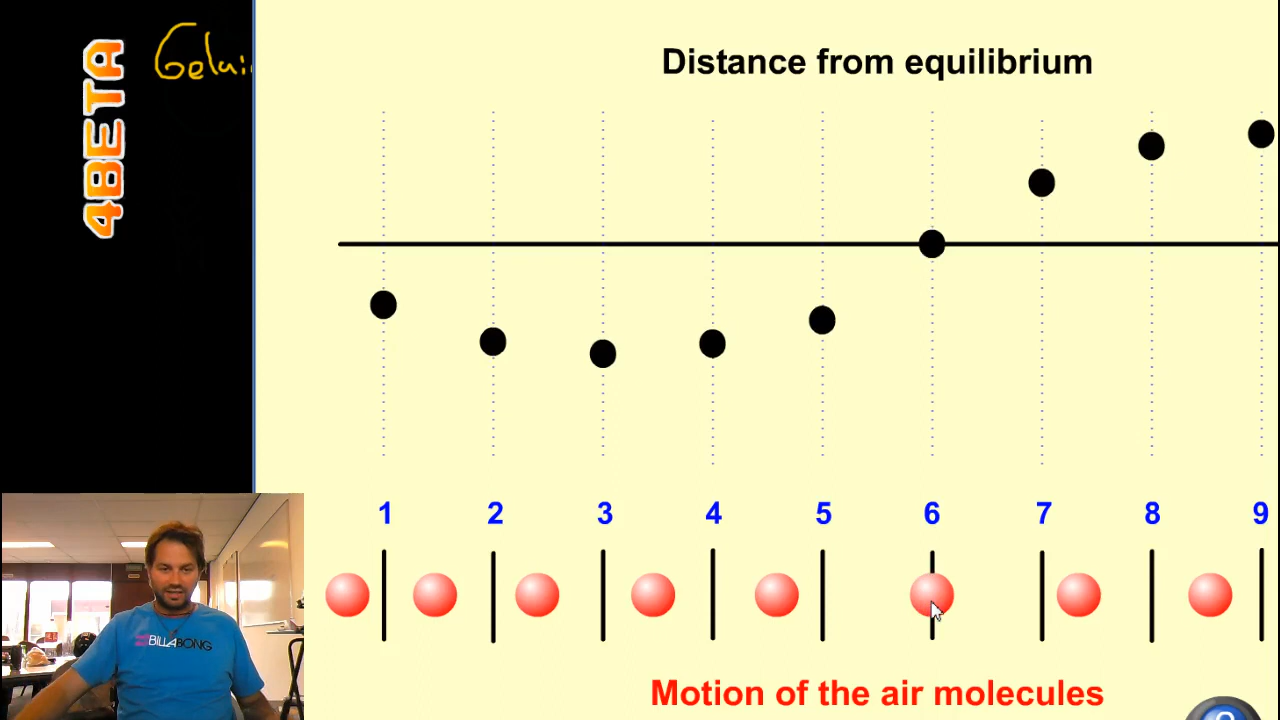 4BETA
Distance from equilibrium
1 2 3 4 5 6 7 8 9
Motion of the air molecules
BILLABONG